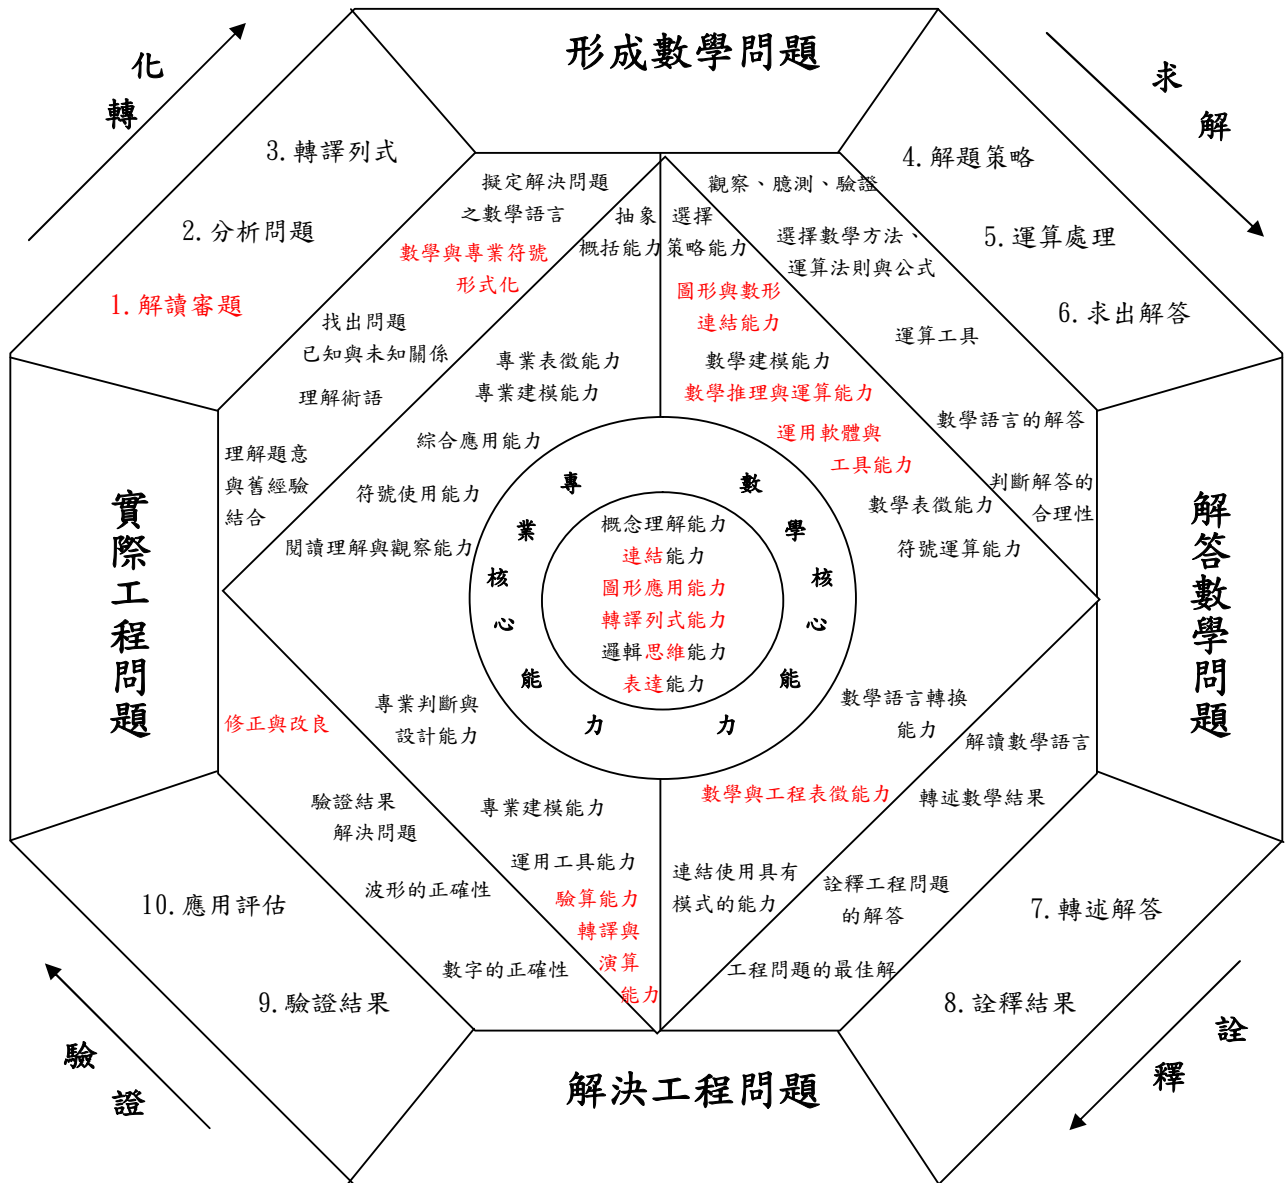 形成數學問題
轉化
求解
3.轉譯列式
2.分析問題
1.解讀審題
4.解題策略
5.運算處理
6.求出解答
擬定解決問題
之數學語言
數學與專業符號
形式化
找出問題
已知與未知關係
理解術語
理解題意
與舊經驗
結合
抽象
概括能力
專業表徵能力
專業建模能力
綜合應用能力
符號使用能力
閱讀理解與觀察能力
選擇
策略能力
圖形與數形
連結能力
數學建模能力
數學推理與運算能力
運用軟體與
工具能力
數學表徵能力
符號運算能力
觀察、臆測、驗證
選擇數學方法、
運算法則與公式
運算工具
數學語言的解答
判斷解答的
合理性
實際工程問題
解答數學問題
專業核心能力
數學核心能力
概念理解能力
連結能力
圖形應用能力
轉譯列式能力
邏輯思維能力
表達能力
數學語言轉換
能力
數學與工程表徵能力
連結使用具有
模式的能力
解讀數學語言
轉述數學結果
詮釋工程問題
的解答
工程問題的最佳解
專業判斷與
設計能力
專業建模能力
運用工具能力
驗算能力
轉譯與
演算
能力
修正與改良
驗證結果
解決問題
波形的正確性
數字的正確性
7.轉述解答
8.詮釋結果
9.驗證結果
10.應用評估
詮釋
驗證
解決工程問題